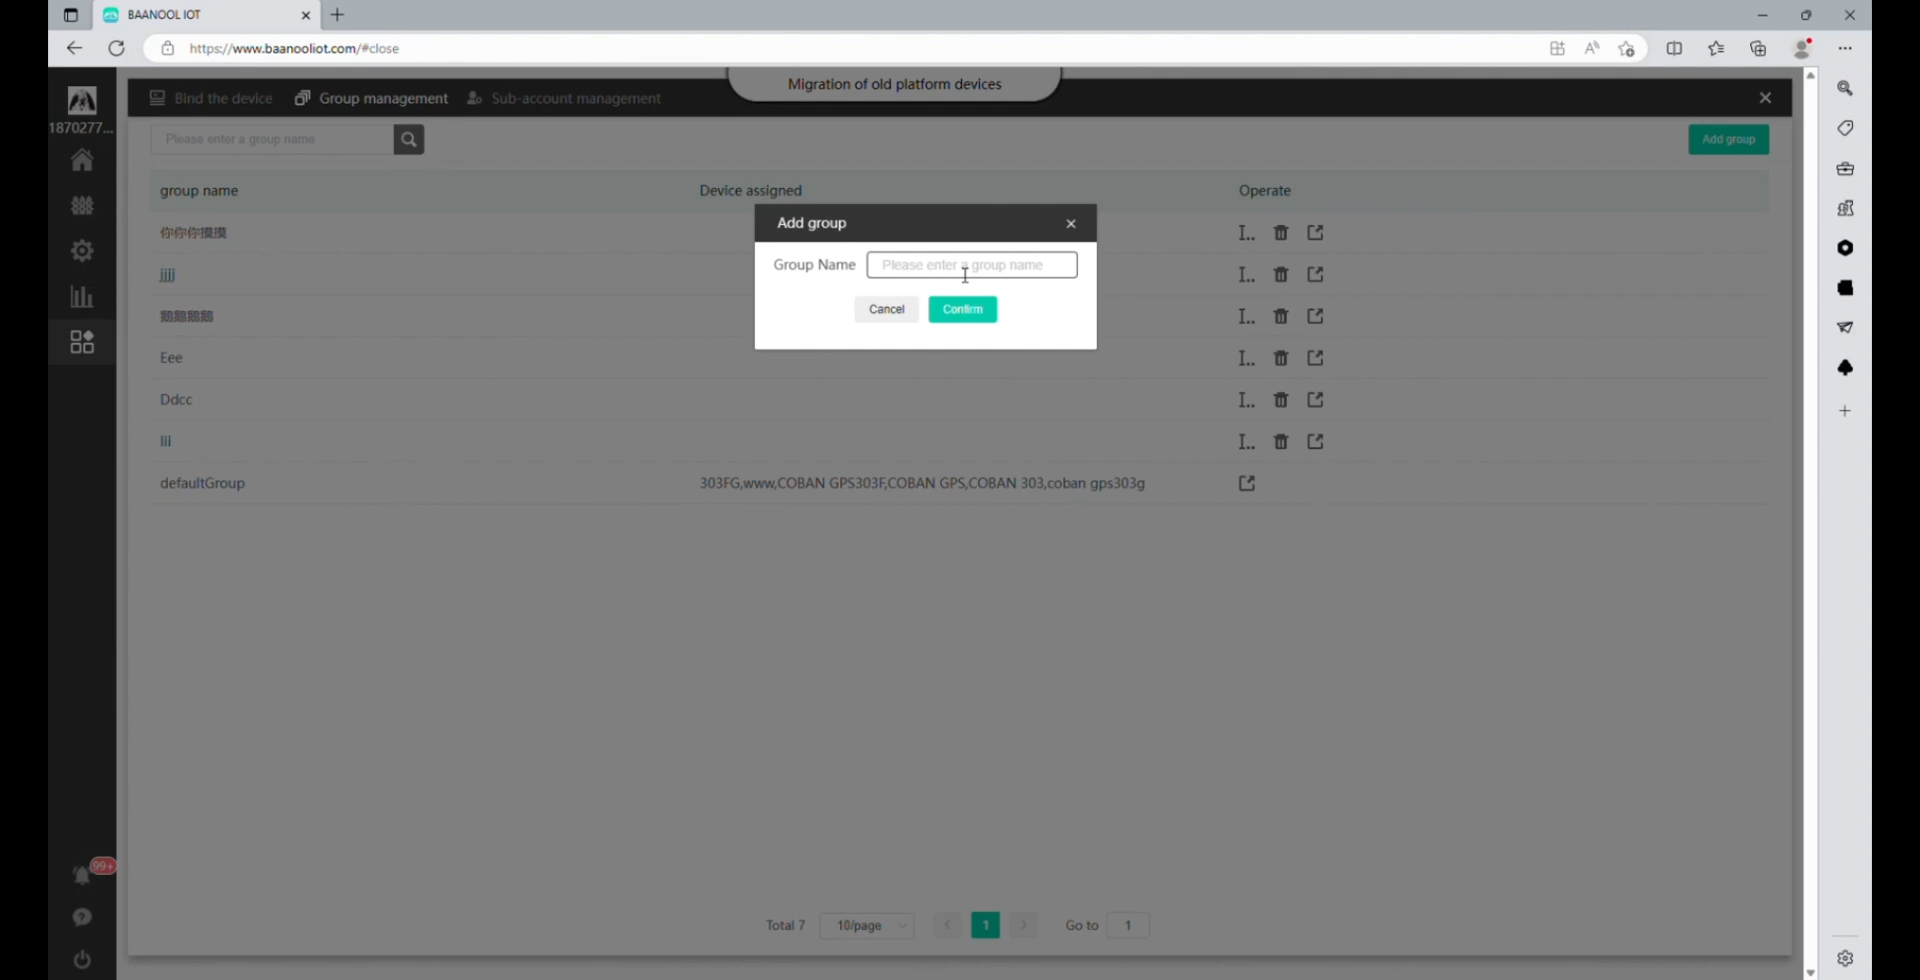 BAANOOL IOT
https://www.baanooliot.com/#close
Migration of old platform devices
Bind the device Group management Sub-account management
1870277...
Please enter a group name
Add group
group name Device assigned Operate
Add group
Group Name Please enter a group name
Cancel Confirm
你你你摸摸
jjjj
鹅鹅鹅鹅
Eee
Ddcc
Iii
defaultGroup 303FG,www,COBAN GPS303F,COBAN GPS,COBAN 303,coban gps303g
99+
Total 7 10/page 1 Go to 1